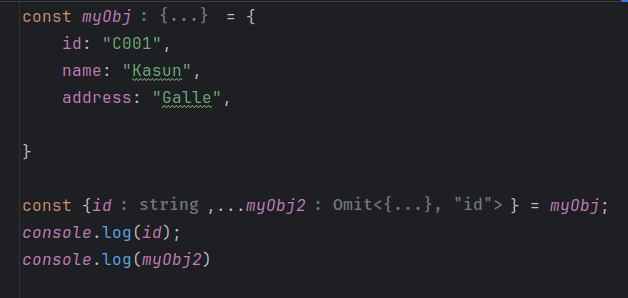 const myObj : {...} = {
id: "C001",
name: "Kasun",
address: "Galle",
}
const {id : string ,...myObj2 : Omit<{...}, "id"> } = myObj;
console.log(id);
console.log(myObj2)